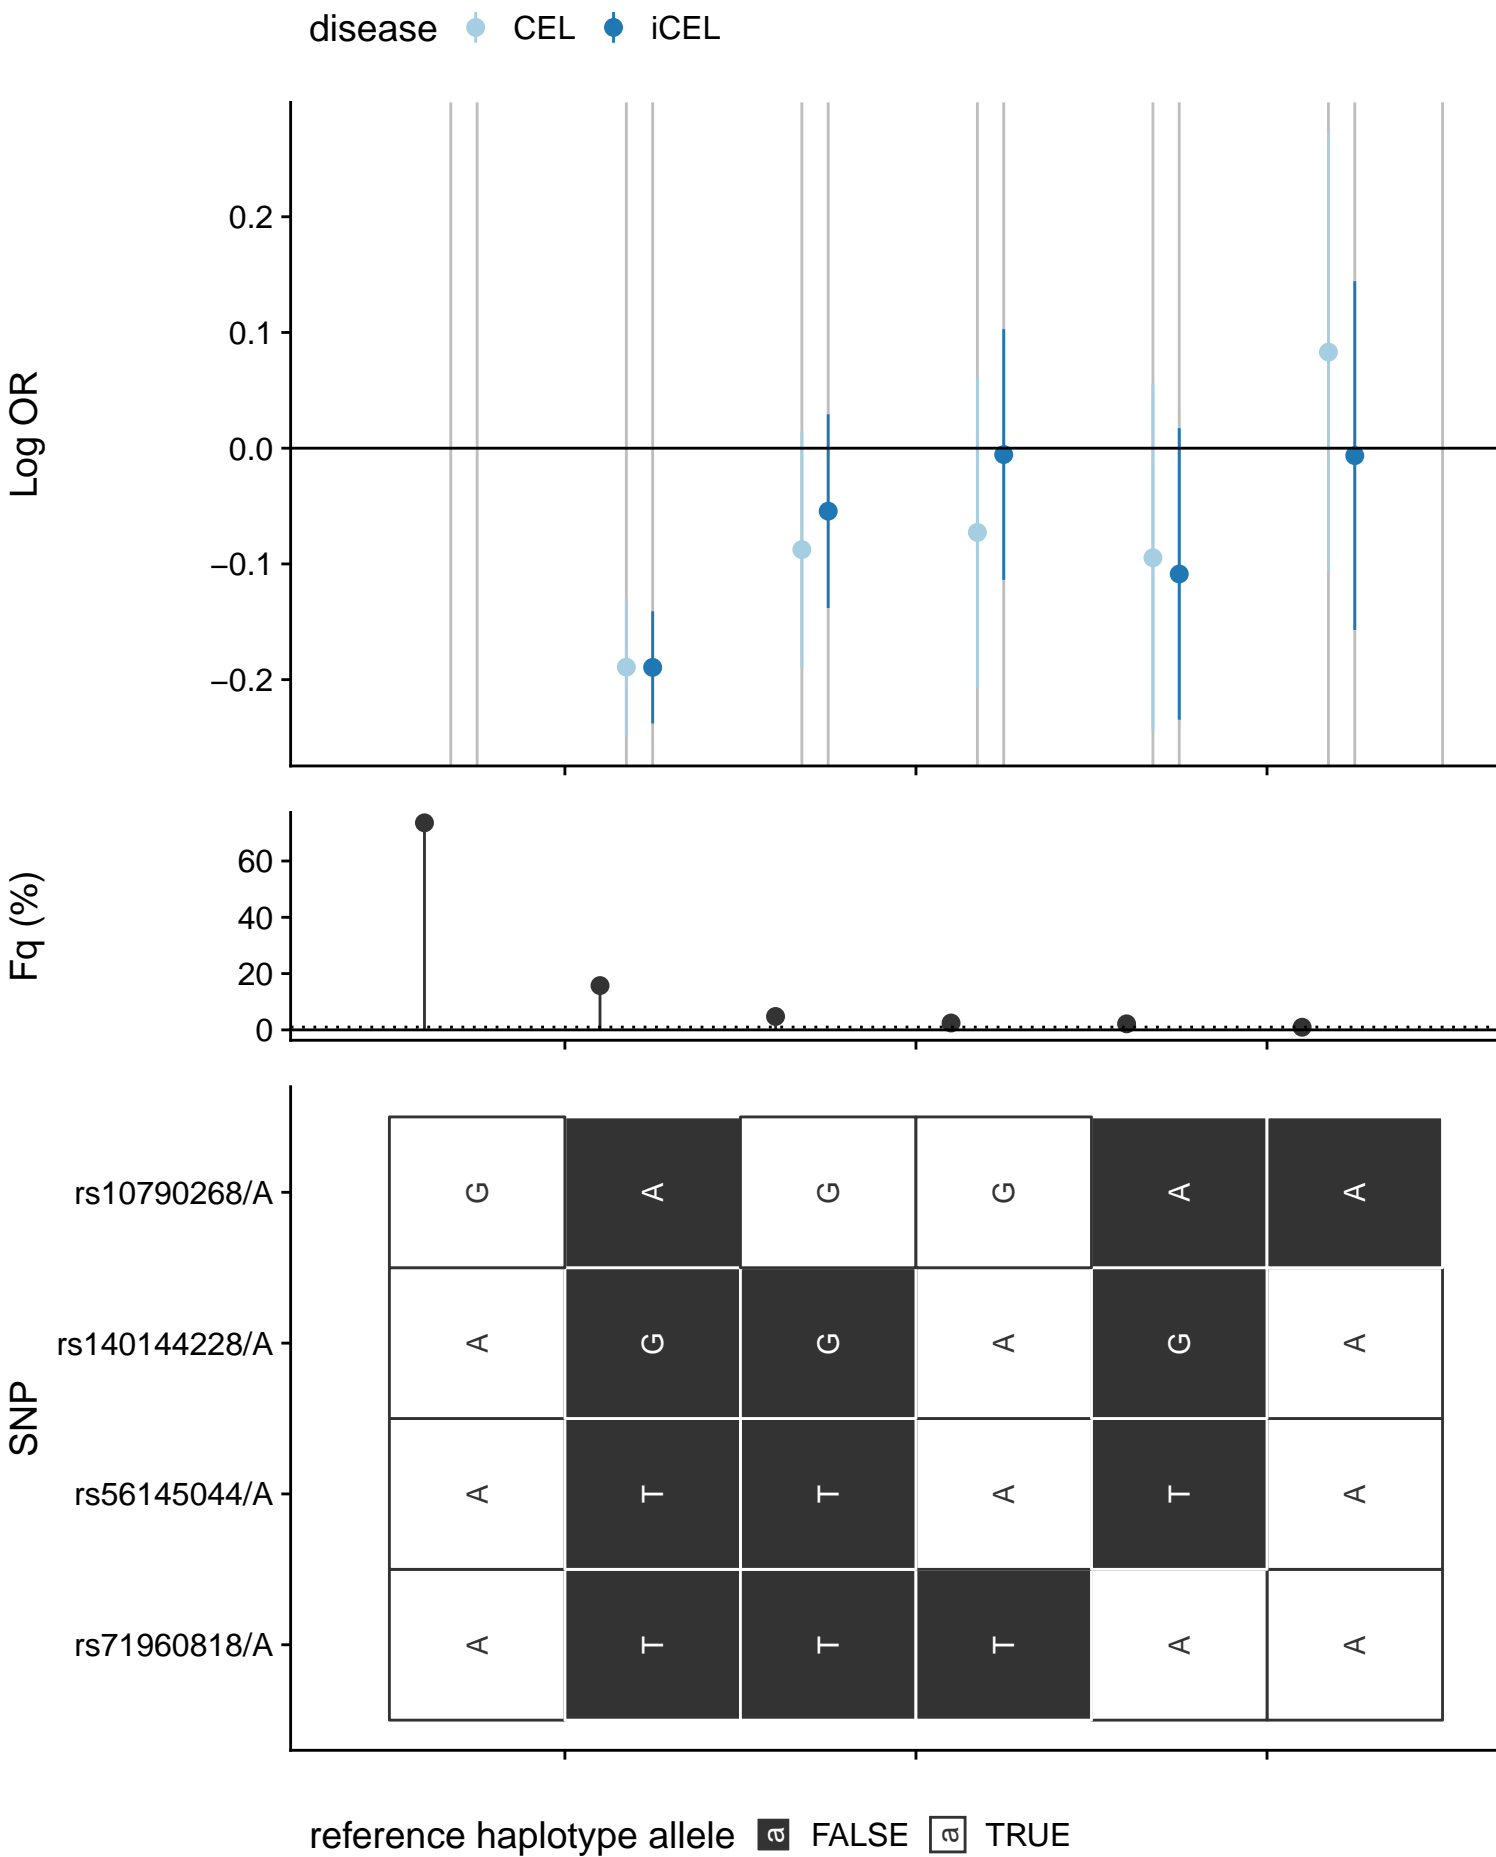 disease CEL iCEL
Log OR
0.2
0.1
0.0
−0.1
−0.2
Fq (%)
60
40
20
0
SNP
rs10790268/A G A G G A A
rs140144228/A A G G A G A
rs56145044/A A T T A T A
rs71960818/A A T T T A A
reference haplotype allele a FALSE a TRUE